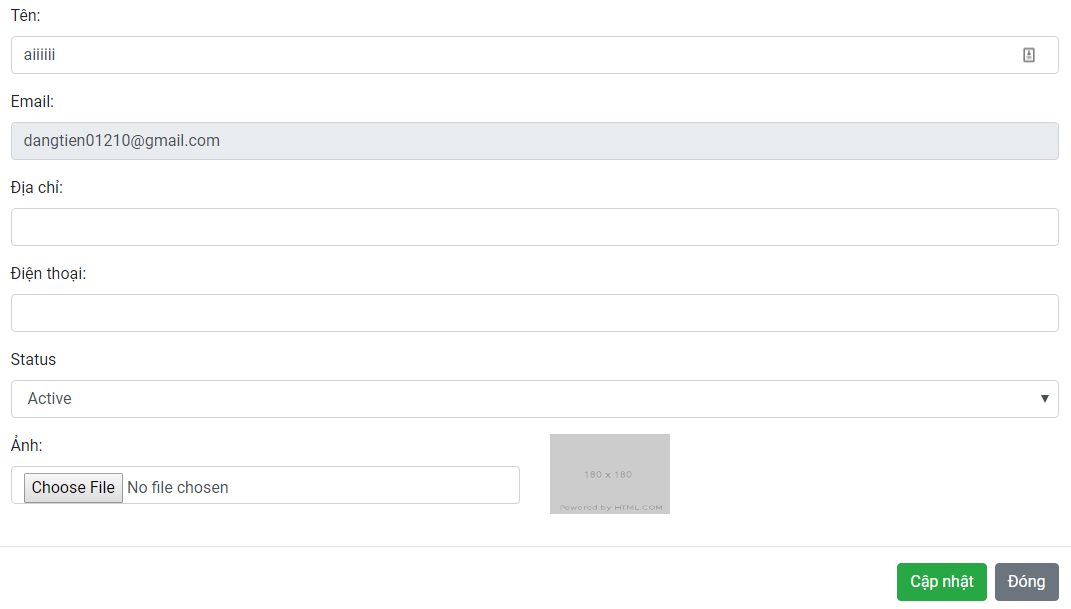 Tên:
aiiiiii
Email:
dangtien01210@gmail.com
Địa chỉ:
Điện thoại:
Status
Active
Ảnh:
Choose File No file chosen
180 x 180
Powered by HTML.COM
Cập nhật Đóng